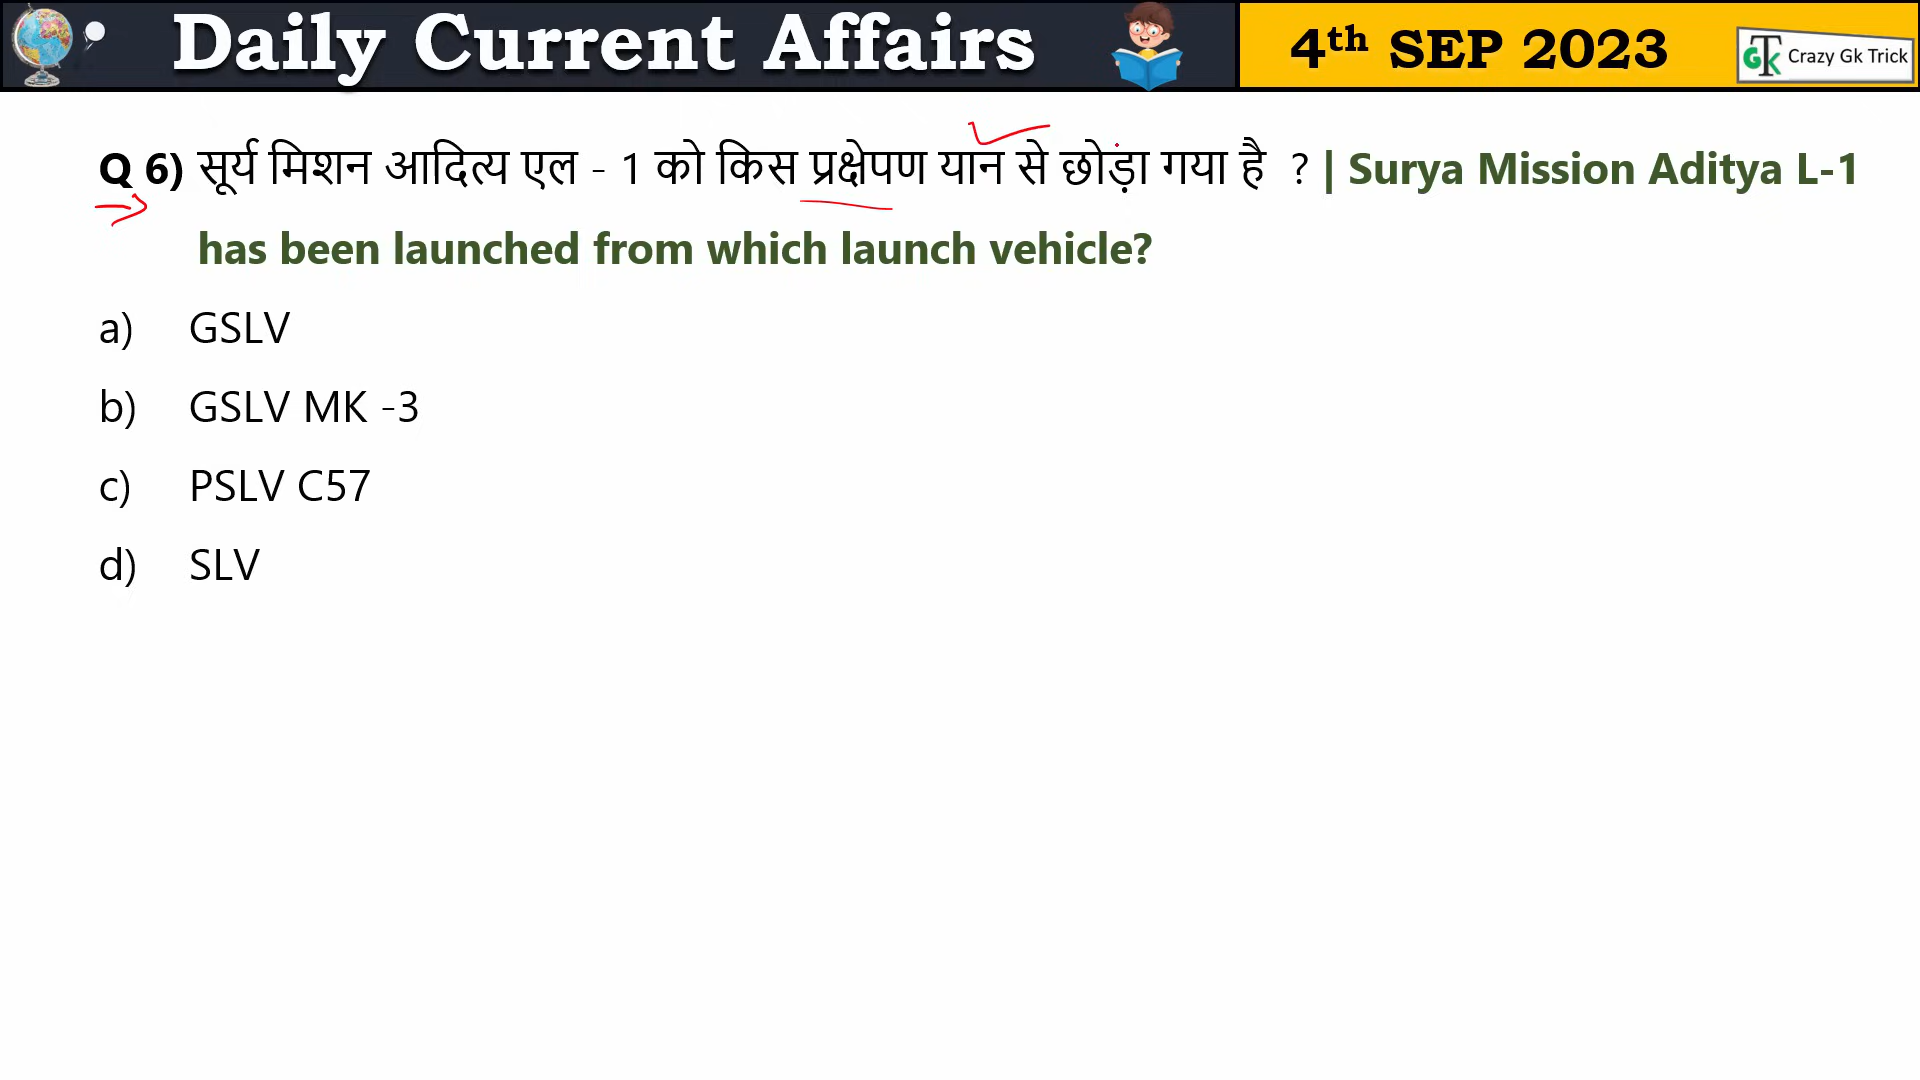 Daily Current Affairs
4th SEP 2023
GTK Crazy Gk Trick
Q 6) सूर्य मिशन आदित्य एल - 1 को किस प्रक्षेपण यान से छोड़ा गया है ? | Surya Mission Aditya L-1
has been launched from which launch vehicle?
a) GSLV
b) GSLV MK -3
c) PSLV C57
d) SLV